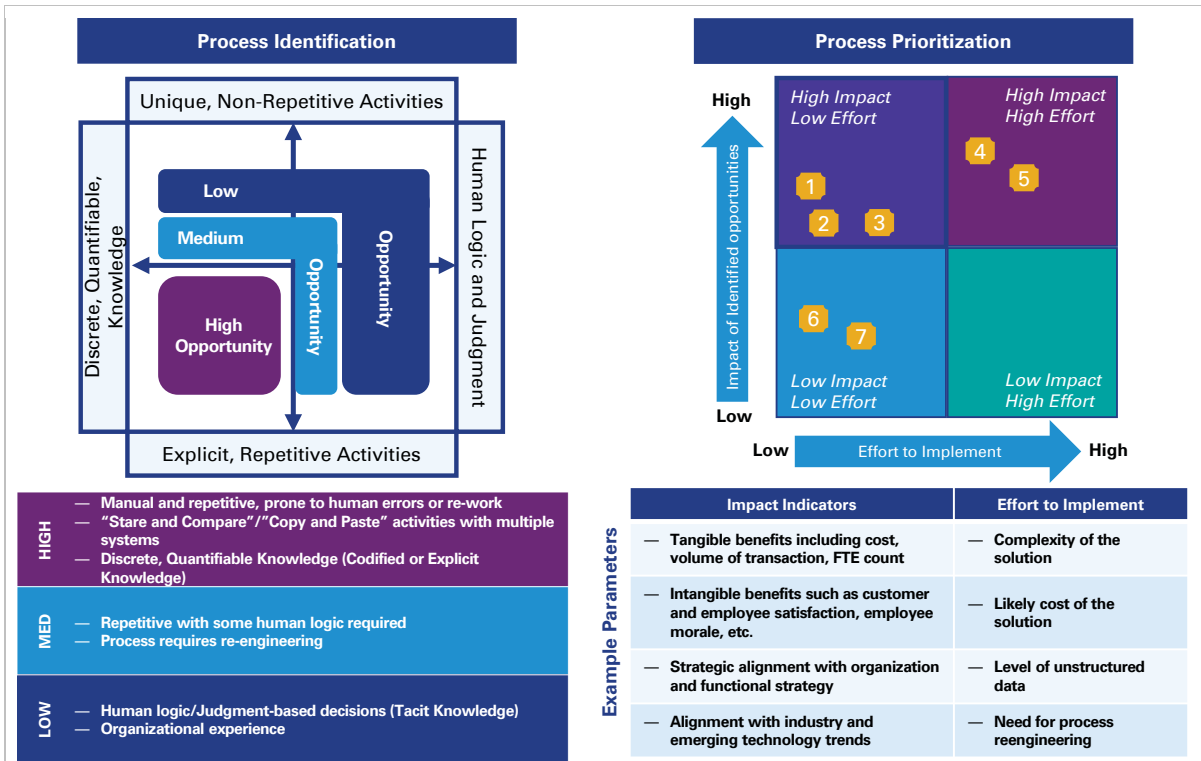 Process Identification
Unique, Non-Repetitive Activities
Discrete, Quantifiable,
Knowledge
Human Logic and Judgment
Low
Opportunity
Medium
Opportunity
High
Opportunity
Explicit, Repetitive Activities
HIGH
— Manual and repetitive, prone to human errors or re-work
— “Stare and Compare”/”Copy and Paste” activities with multiple
systems
— Discrete, Quantifiable Knowledge (Codified or Explicit
Knowledge)
MED
— Repetitive with some human logic required
— Process requires re-engineering
LOW
— Human logic/Judgment-based decisions (Tacit Knowledge)
— Organizational experience
Process Prioritization
High
Impact of Identified opportunities
Low
High Impact
Low Effort
High Impact
High Effort
1
2
3
4
5
6
7
Low Impact
Low Effort
Low Impact
High Effort
Low
Effort to Implement
High
Example Parameters
Impact Indicators
Effort to Implement
— Tangible benefits including cost,
volume of transaction, FTE count
— Complexity of the
solution
— Intangible benefits such as customer
and employee satisfaction, employee
morale, etc.
— Likely cost of the
solution
— Strategic alignment with organization
and functional strategy
— Level of unstructured
data
— Alignment with industry and
emerging technology trends
— Need for process
reengineering